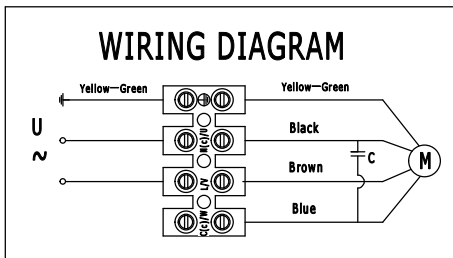 WIRING DIAGRAM
Yellow—Green
Yellow—Green
U
~
N(c)/U
Black
C
M
L/V
Brown
C(c)/W
Blue